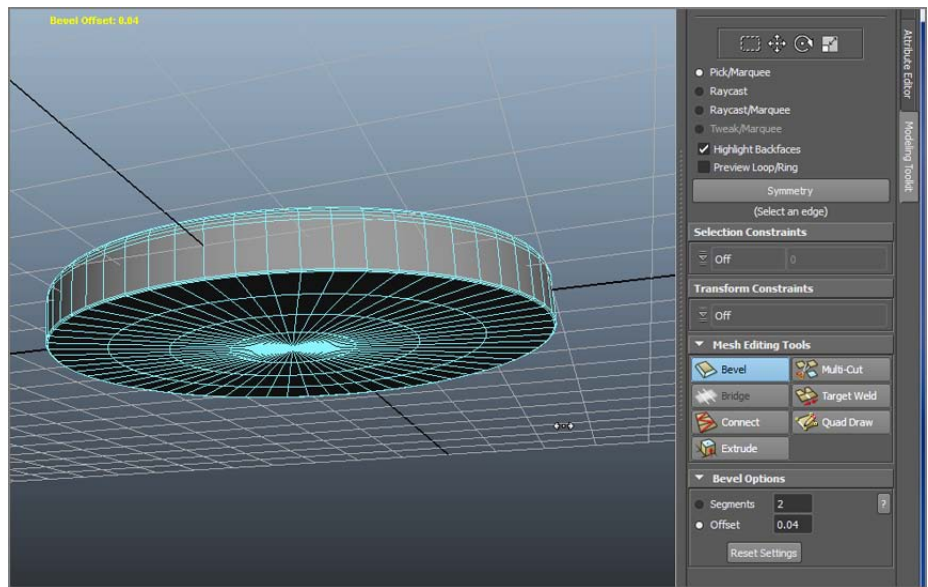 Bevel Offset: 0.04
Pick/Marquee
Raycast
Raycast/Marquee
Tweak/Marquee
Highlight Backfaces
Preview Loop/Ring
Symmetry
(Select an edge)
Selection Constraints
Off 0
Transform Constraints
Off
Mesh Editing Tools
Bevel Multi-Cut
Bridge Target Weld
Connect Quad Draw
Extrude
Bevel Options
Segments 2 ?
Offset 0.04
Reset Settings
Attribute Editor
Modeling Toolkit